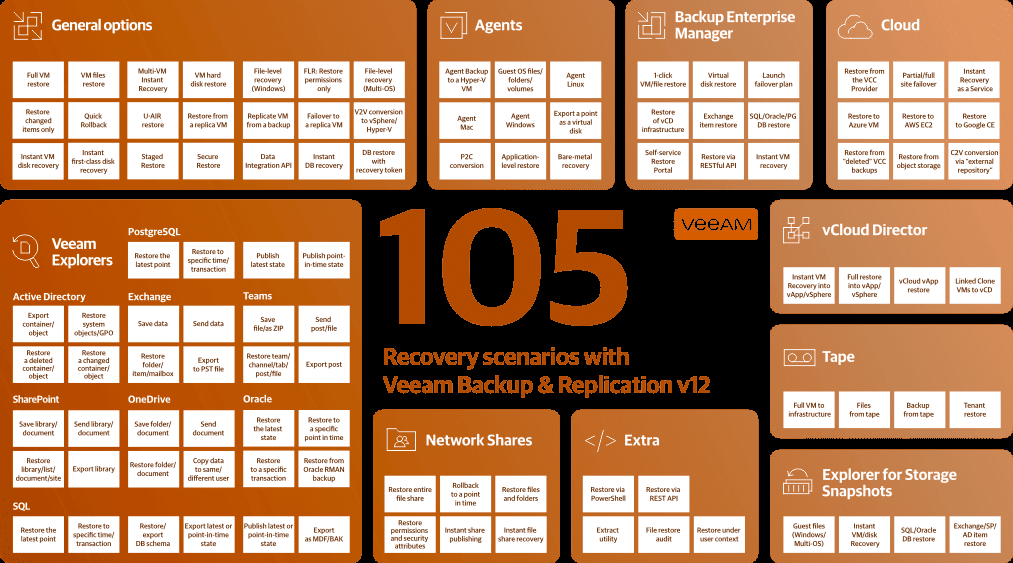 General options
Full VM
restore
VM files
restore
Multi-VM
Instant
Recovery
VM hard
disk restore
File-level
recovery
(Windows)
FLR: Restore
permissions
only
File-level
recovery
(Multi-OS)
Restore
changed
items only
Quick
Rollback
U-AIR
restore
Restore from
a replica VM
Replicate VM
from a backup
Failover to
a replica VM
V2V conversion
to vSphere/
Hyper-V
Instant VM
disk recovery
Instant
first-class disk
recovery
Staged
Restore
Secure
Restore
Data
Integration API
Instant
DB recovery
DB restore
with
recovery token
Agents
Agent Backup
to a Hyper-V
VM
Guest OS files/
folders/
volumes
Agent
Linux
Agent
Mac
Agent
Windows
Export a point
as a virtual
disk
P2C
conversion
Application-
level restore
Bare-metal
recovery
Backup Enterprise
Manager
1-click
VM/file restore
Virtual
disk restore
Launch
failover plan
Restore
of vCD
infrastructure
Exchange
item restore
SQL/Oracle/PG
DB restore
Self-service
Restore
Portal
Restore via
RESTful API
Instant VM
recovery
Cloud
Restore from
the VCC
Provider
Partial/full
site failover
Instant
Recovery
as a Service
Restore to
Azure VM
Restore to
AWS EC2
Restore
to Google CE
Restore from
"deleted" VCC
backups
Restore from
object storage
C2V conversion
via "external
repository"
Veeam
Explorers
PostgreSQL
Restore the
latest point
Restore to
specific time/
transaction
Publish
latest state
Publish point-
in-time state
Active Directory
Export
container/
object
Restore
system
objects/GPO
Restore
a deleted
container/
object
Restore
a changed
container/
object
Exchange
Save data
Send data
Restore
folder/
item/mailbox
Export
to PST file
Teams
Save
file/as ZIP
Send
post/file
Restore team/
channel/tab/
post/file
Export post
SharePoint
Save library/
document
Send library/
document
Restore
library/list/
document/site
Export library
OneDrive
Save folder/
document
Send
document
Restore folder/
document
Copy data
to same/
different user
Oracle
Restore
the latest
state
Restore to
a specific
point in time
Restore
to a specific
transaction
Restore from
Oracle RMAN
backup
SQL
Restore the
latest point
Restore to
specific time/
transaction
Restore/
export
DB schema
Export latest or
point-in-time
state
Publish latest or
point-in-time
state
Export
as MDF/BAK
105
veeam
Recovery scenarios with
Veeam Backup & Replication v12
Network Shares
Restore entire
file share
Rollback
to a point
in time
Restore files
and folders
Restore
permissions
and security
attributes
Instant share
publishing
Instant file
share recovery
</> Extra
Restore via
PowerShell
Restore via
REST API
Extract
utility
File restore
audit
Restore under
user context
vCloud Director
Instant VM
Recovery into
vApp/vSphere
Full restore
into vApp/
vSphere
vCloud vApp
restore
Linked Clone
VMs to vCD
Tape
Full VM to
infrastructure
Files
from tape
Backup
from tape
Tenant
restore
Explorer for Storage
Snapshots
Guest files
(Windows/
Multi-OS)
Instant
VM/disk
Recovery
SQL/Oracle
DB restore
Exchange/SP/
AD item
restore